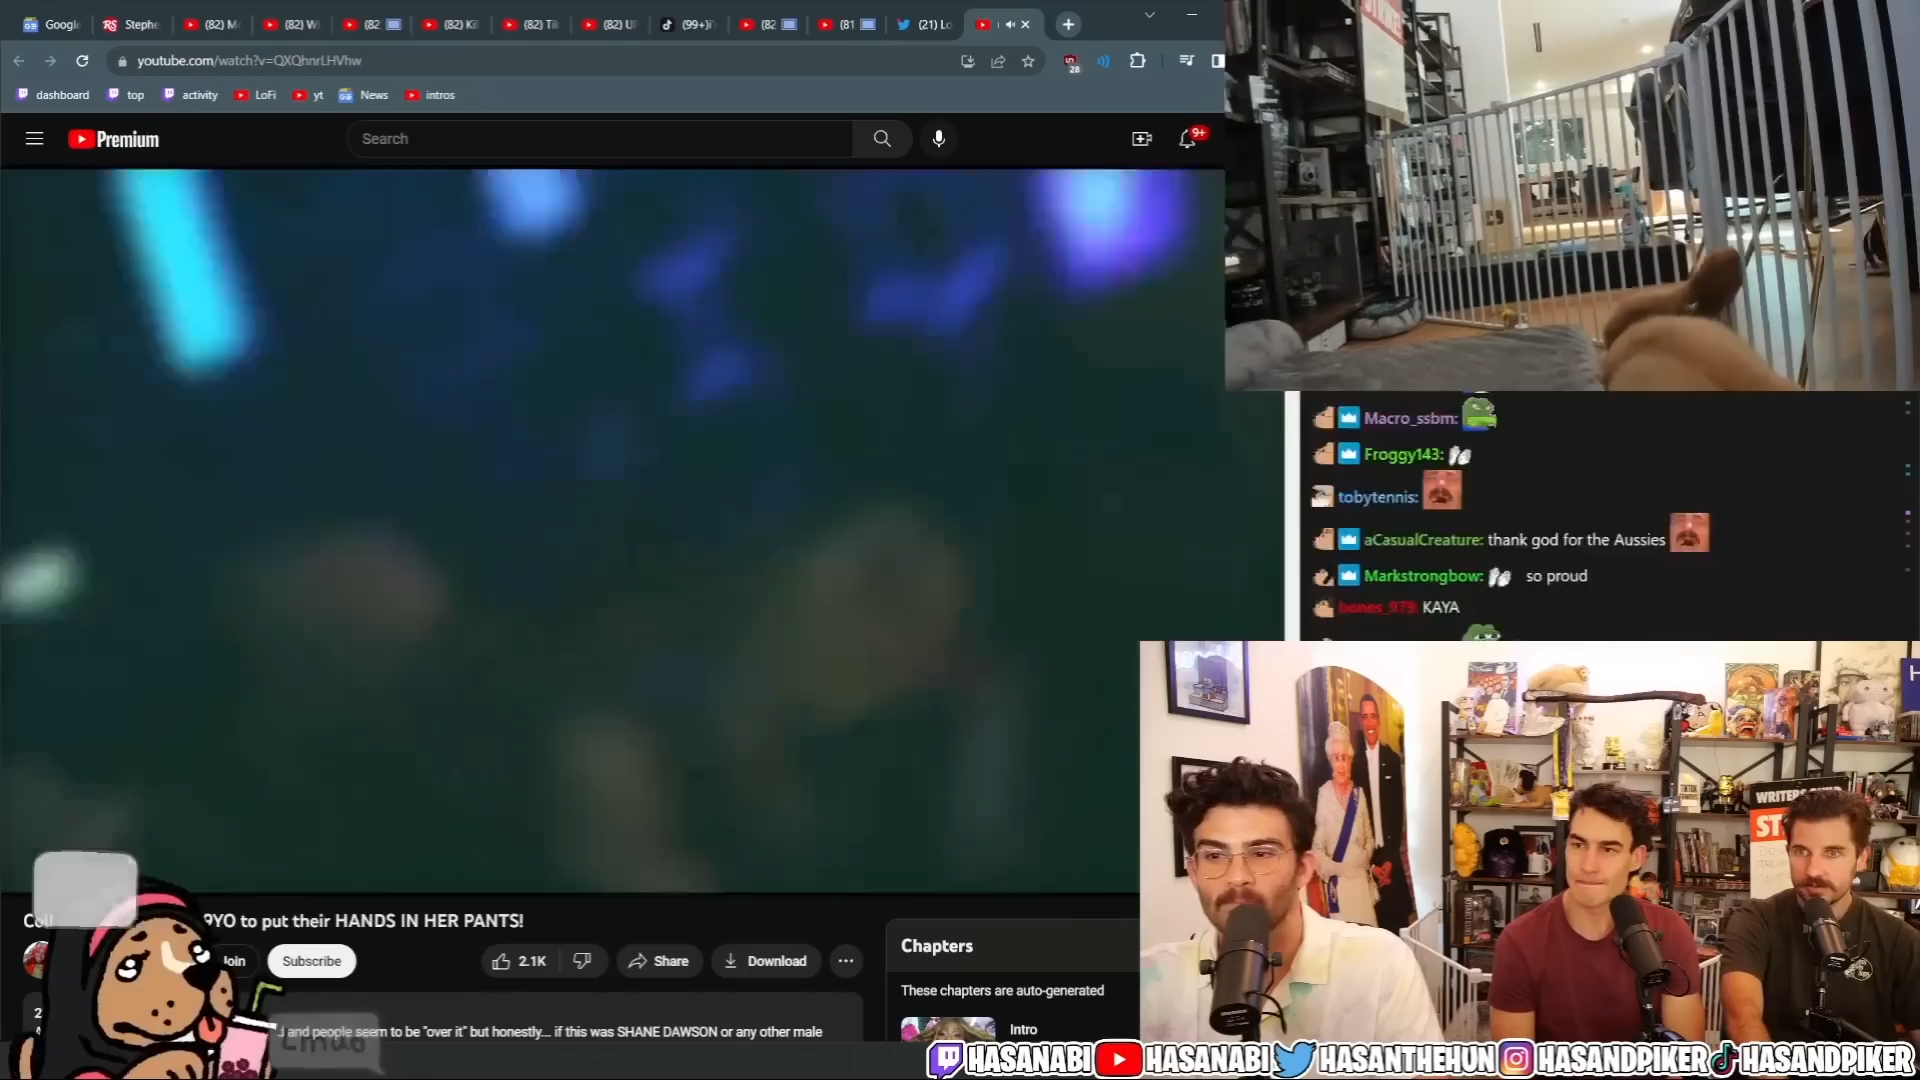 Google
Stephe
(82) M
(82) W
(82
(82) Ki
(82) Ti
(82) U
(99+)
(82
(81
(21) Lo
youtube.com/watch?v=QXQhnrLHVhw
28
dashboard
top
activity
LoFi
yt
News
intros
Premium
Search
9+
Macro_ssbm:
Froggy143:
tobytennis:
aCasualCreature: thank god for the Aussies
Markstrongbow: so proud
bones_979: KAYA
WRITERS
ST
9YO to put their HANDS IN HER PANTS!
Join
Subscribe
2.1K
Share
Download
Chapters
These chapters are auto-generated
Intro
and people seem to be "over it" but honestly... if this was SHANE DAWSON or any other male
HASANABI
HASANABI
HASANTHEHUN
HASANDPIKER
HASANDPIKER